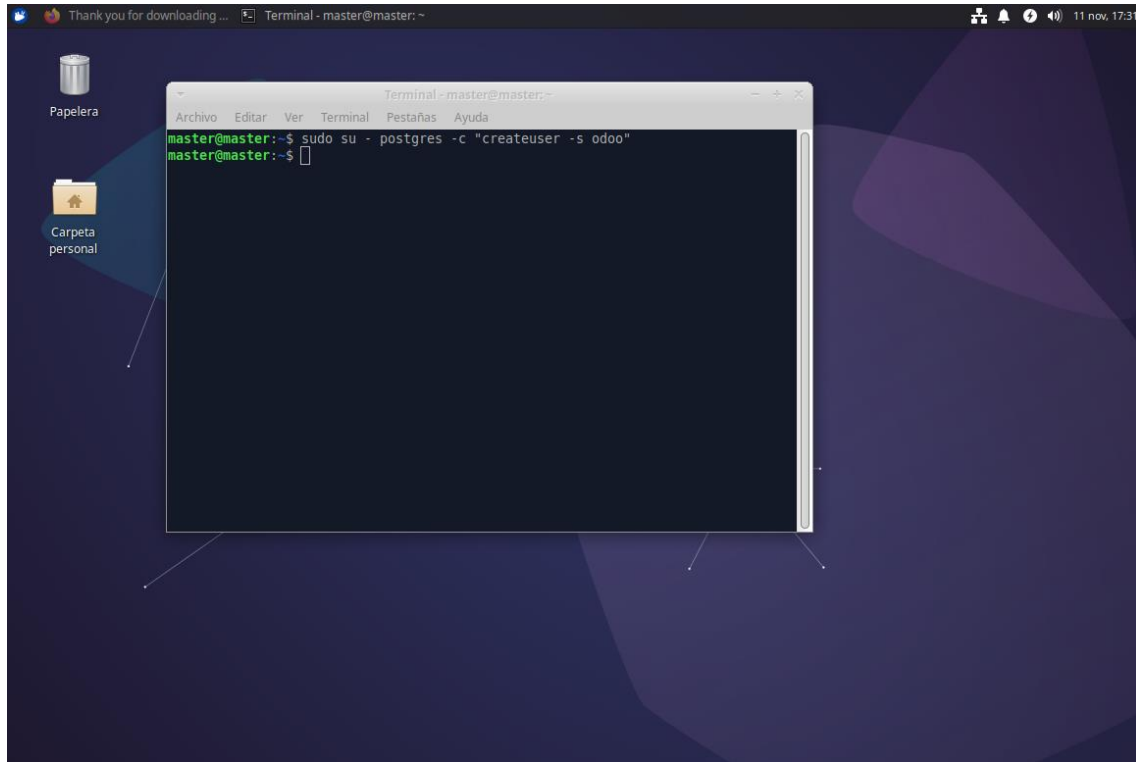 Thank you for downloading ... Terminal - master@master: ~ 11 nov, 17:31
Papelera
Carpeta
personal
Terminal - master@master: ~
Archivo Editar Ver Terminal Pestañas Ayuda
master@master:~$ sudo su - postgres -c "createuser -s odoo"
master@master:~$